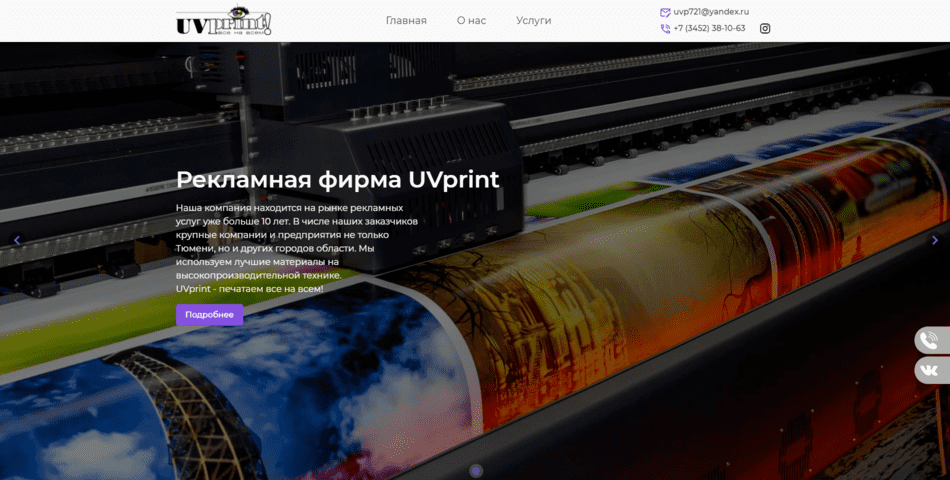 UVprint!
все на всем
Главная
О нас
Услуги
uvp721@yandex.ru
+7 (3452) 38-10-63
Рекламная фирма UVprint
Наша компания находится на рынке рекламных
услуг уже больше 10 лет. В числе наших заказчиков
крупные компании и предприятия не только
Тюмени, но и других городов области. Мы
используем лучшие материалы на
высокопроизводительной технике.
UVprint - печатаем все на всем!
Подробнее